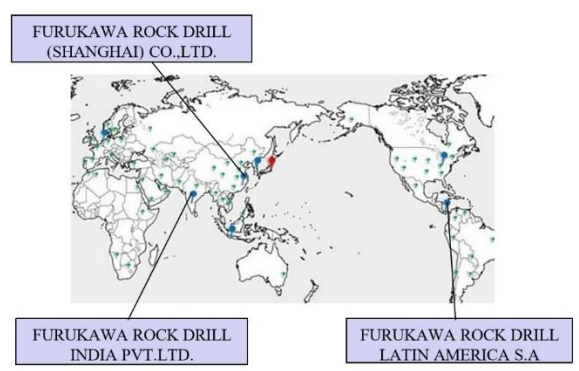 FURUKAWA ROCK DRILL
(SHANGHAI) CO.,LTD.
FURUKAWA ROCK DRILL
INDIA PVT.LTD.
FURUKAWA ROCK DRILL
LATIN AMERICA S.A